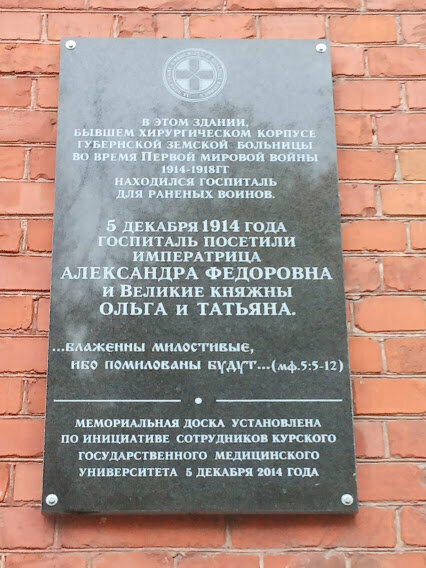 В ЭТОМ ЗДАНИИ,
БЫВШЕМ ХИРУРГИЧЕСКОМ КОРПУСЕ
ГУБЕРНСКОЙ ЗЕМСКОЙ БОЛЬНИЦЫ
ВО ВРЕМЯ ПЕРВОЙ МИРОВОЙ ВОЙНЫ
1914-1918ГГ
НАХОДИЛСЯ ГОСПИТАЛЬ
ДЛЯ РАНЕНЫХ ВОИНОВ.
5 ДЕКАБРЯ 1914 ГОДА
ГОСПИТАЛЬ ПОСЕТИЛИ
ИМПЕРАТРИЦА
АЛЕКСАНДРА ФЕДОРОВНА
И ВЕЛИКИЕ КНЯЖНЫ
ОЛЬГА И ТАТЬЯНА.
...БЛАЖЕННЫ МИЛОСТИВЫЕ,
ИБО ПОМИЛОВАНЫ БУДУТ...(МФ.5:5-12)
МЕМОРИАЛЬНАЯ ДОСКА УСТАНОВЛЕНА
ПО ИНИЦИАТИВЕ СОТРУДНИКОВ КУРСКОГО
ГОСУДАРСТВЕННОГО МЕДИЦИНСКОГО
УНИВЕРСИТЕТА 5 ДЕКАБРЯ 2014 ГОДА